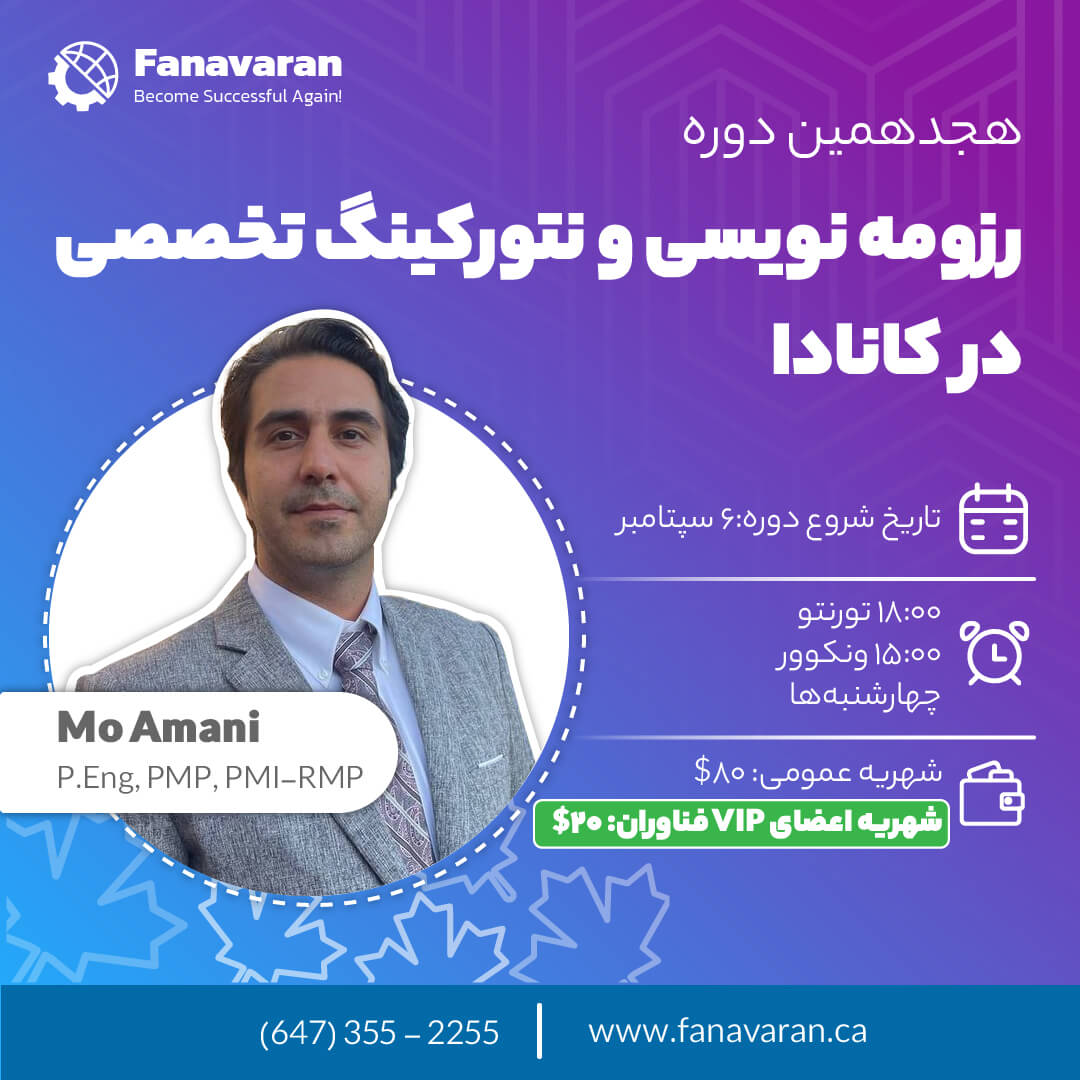 Fanavaran
Become Successful Again!
هجدهمین دوره
رزومه نویسی و نتورکینگ تخصصی
در کانادا
تاریخ شروع دوره:۶ سپتامبر
۱۸:۰۰ تورنتو
۱۵:۰۰ ونکوور
چهارشنبه‌ها
شهریه عمومی: ۸۰$
شهریه اعضای VIP فناوران: ۲۰$
Mo Amani
P.Eng, PMP, PMI-RMP
(647) 355 - 2255
www.fanavaran.ca